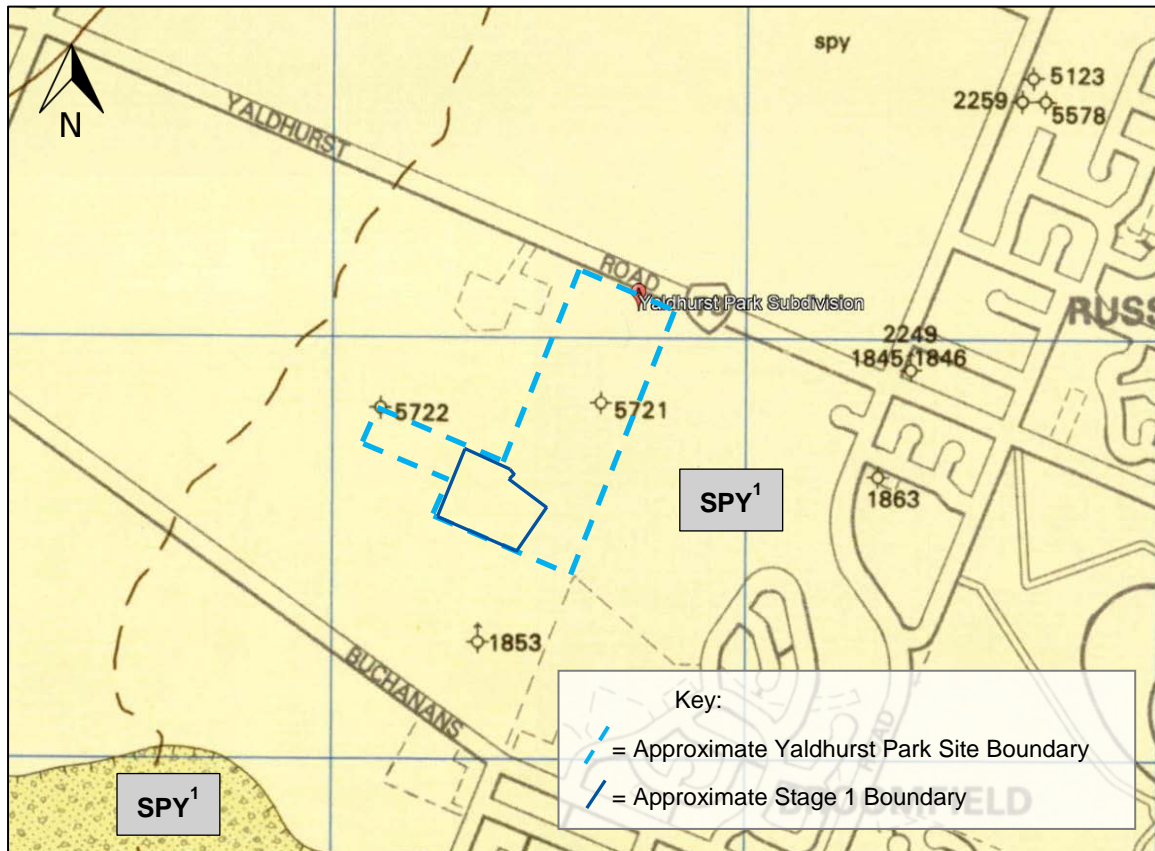 spy
5123
2259
5578
N
YALDHURST
ROAD
Yaldhurst Park Subdivision
RUSS
2249
1845-1846
5722
5721
SPY¹
1863
1853
BUCHANANS
Key:
= Approximate Yaldhurst Park Site Boundary
= Approximate Stage 1 Boundary
BROOMFIELD
SPY¹